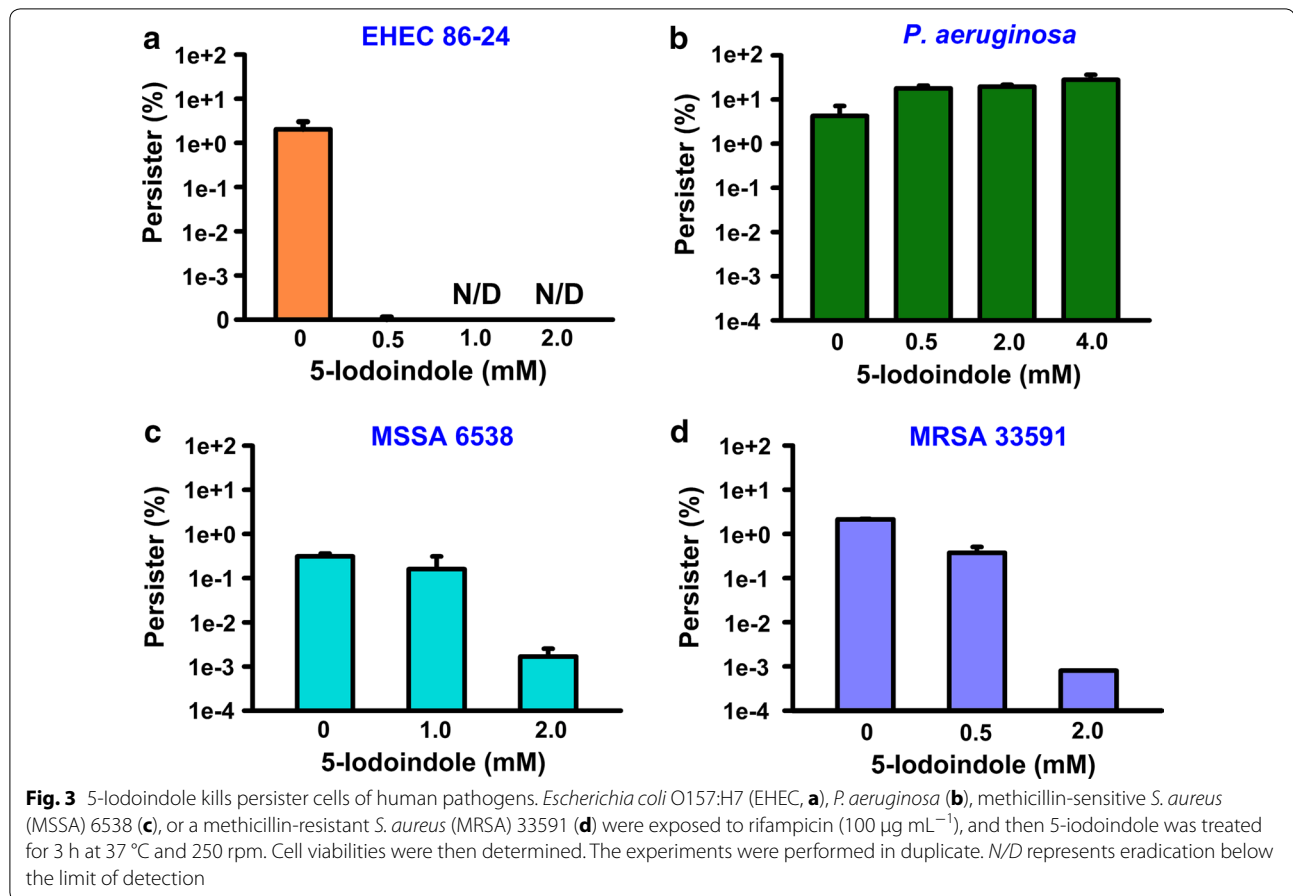 a
EHEC 86-24
1e+2
1e+1
1e+0
1e-1
1e-2
1e-3
0
Persister (%)
N/D N/D
0 0.5 1.0 2.0
5-Iodoindole (mM)
b
P. aeruginosa
1e+2
1e+1
1e+0
1e-1
1e-2
1e-3
1e-4
Persister (%)
0 0.5 2.0 4.0
5-Iodoindole (mM)
c
MSSA 6538
1e+2
1e+1
1e+0
1e-1
1e-2
1e-3
1e-4
Persister (%)
0 1.0 2.0
5-Iodoindole (mM)
d
MRSA 33591
1e+2
1e+1
1e+0
1e-1
1e-2
1e-3
1e-4
Persister (%)
0 0.5 2.0
5-Iodoindole (mM)
Fig. 3 5-Iodoindole kills persister cells of human pathogens. Escherichia coli O157:H7 (EHEC, a), P. aeruginosa (b), methicillin-sensitive S. aureus
(MSSA) 6538 (c), or a methicillin-resistant S. aureus (MRSA) 33591 (d) were exposed to rifampicin (100 µg mL⁻¹), and then 5-iodoindole was treated
for 3 h at 37 °C and 250 rpm. Cell viabilities were then determined. The experiments were performed in duplicate. N/D represents eradication below
the limit of detection